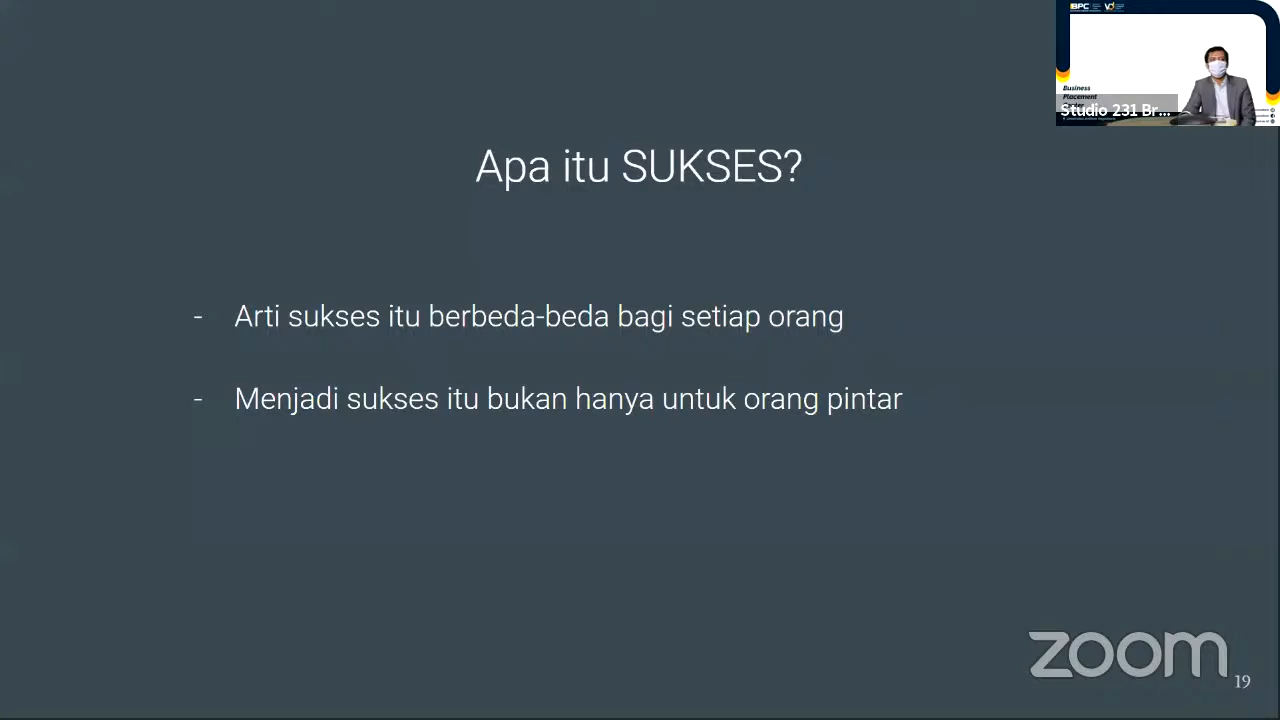 BPC
Business
Placement
Studio 231 Br...
Apa itu SUKSES?
- Arti sukses itu berbeda-beda bagi setiap orang
- Menjadi sukses itu bukan hanya untuk orang pintar
zoom
19